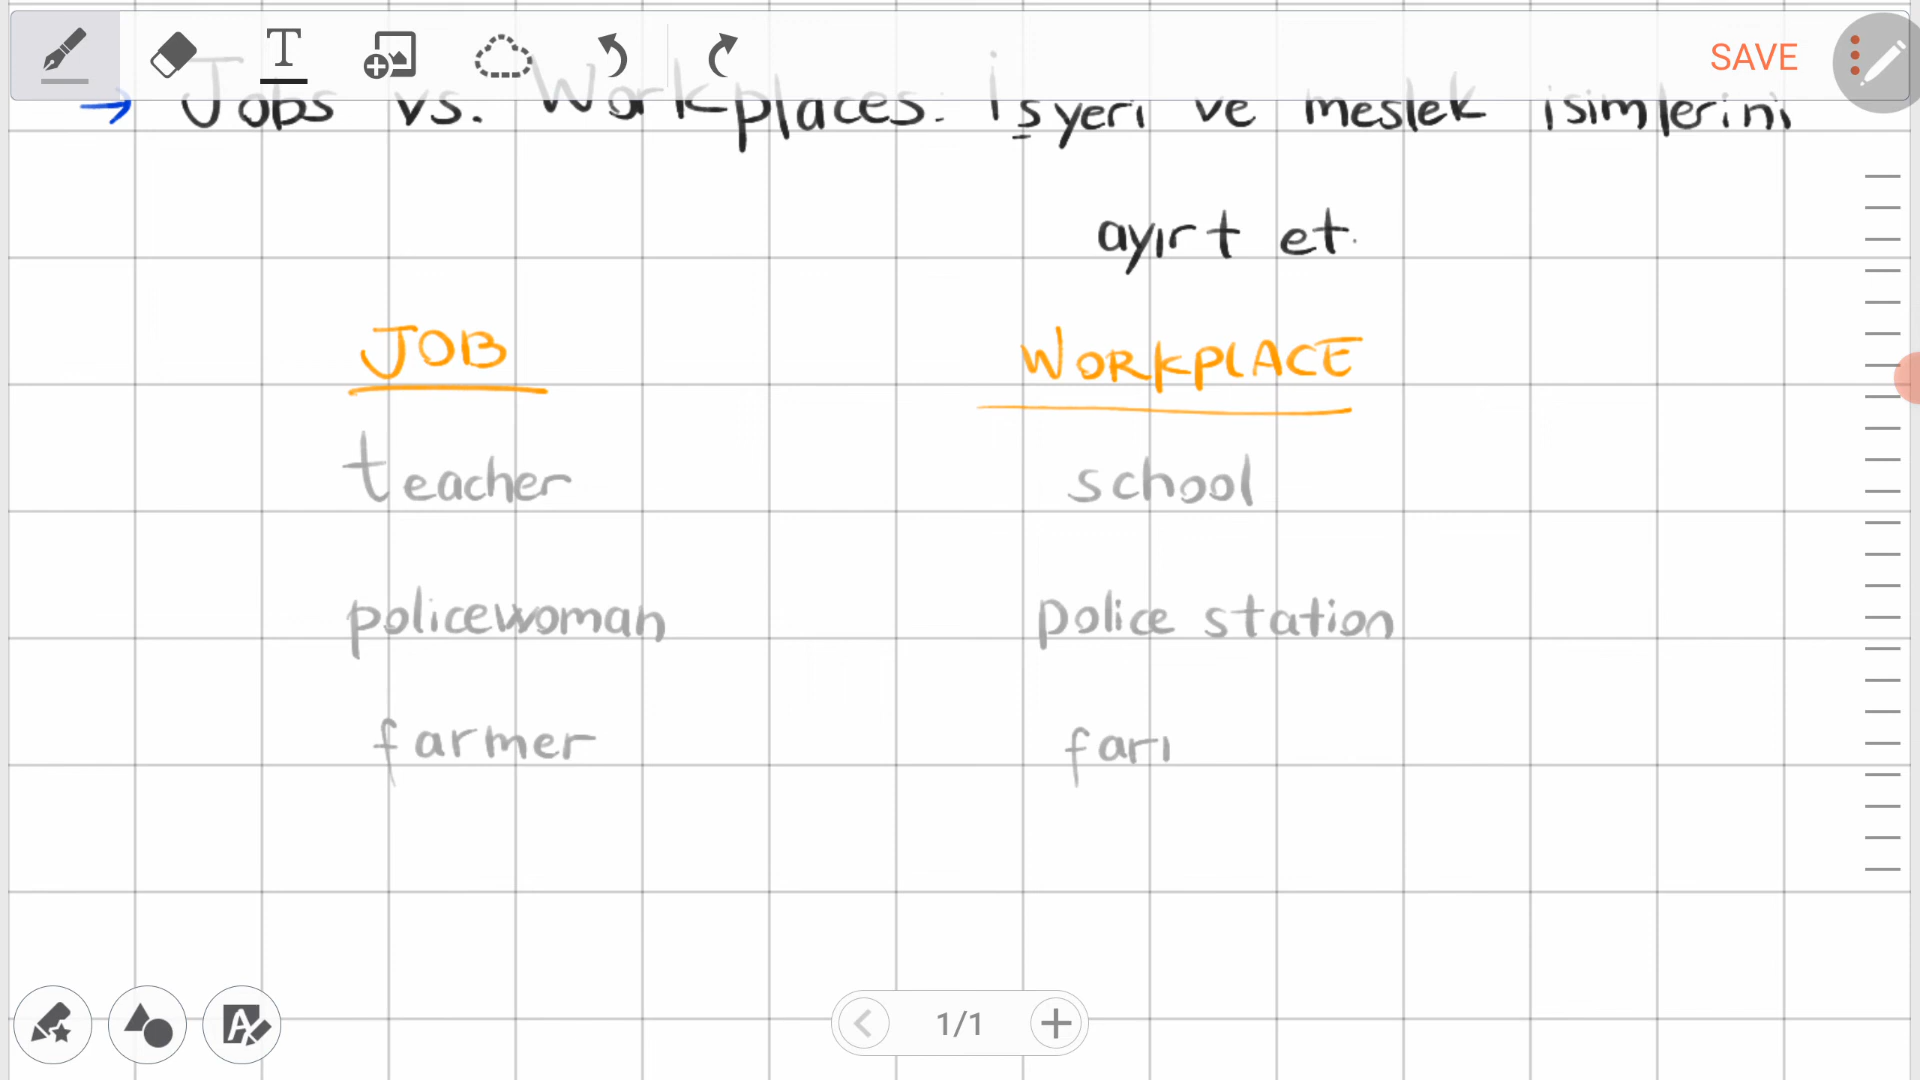 SAVE
→ Jobs vs. Workplaces: İşyeri ve meslek isimlerini
ayırt et.
JOB WORKPLACE
teacher school
policewoman police station
farmer farı
1/1